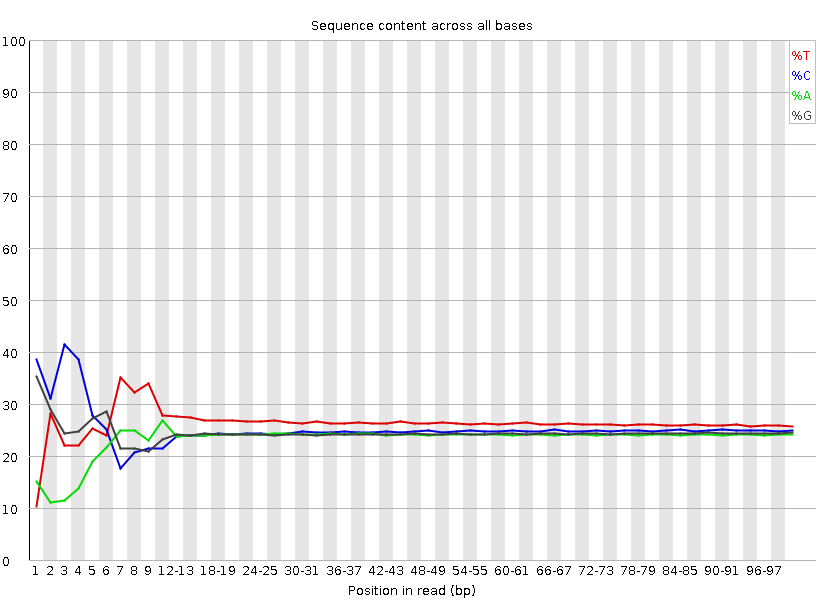 Sequence content across all bases
100
90
80
70
60
50
40
30
20
10
0
%T
%C
%A
%G
1 2 3 4 5 6 7 8 9 12-13 18-19 24-25 30-31 36-37 42-43 48-49 54-55 60-61 66-67 72-73 78-79 84-85 90-91 96-97
Position in read (bp)